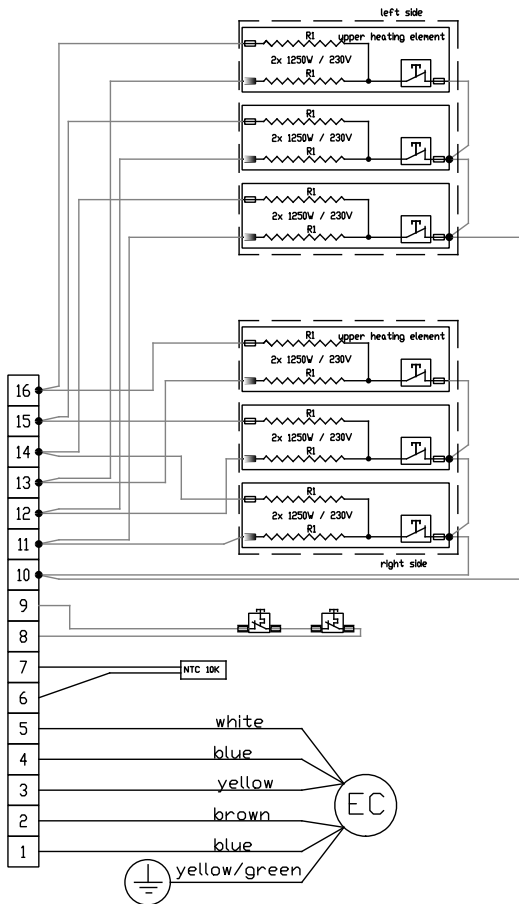 left side
R1 upper heating element
2x 1250W / 230V
R1
R1
2x 1250W / 230V
R1
R1
2x 1250W / 230V
R1
R1 upper heating element
2x 1250W / 230V
R1
R1
2x 1250W / 230V
R1
R1
2x 1250W / 230V
R1
right side
16
15
14
13
12
11
10
9
8
7
NTC 10K
6
5 white
4 blue
3 yellow
EC
2 brown
1 blue
yellow/green